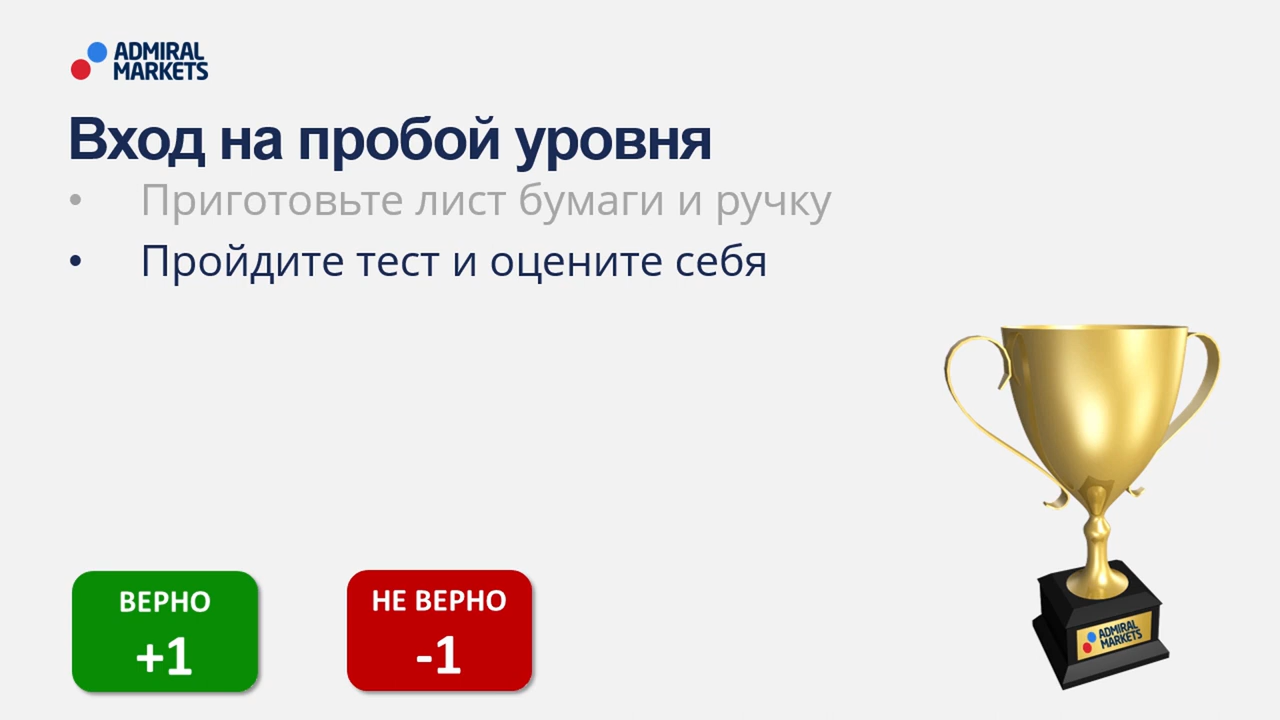 ADMIRAL
MARKETS
Вход на пробой уровня
• Приготовьте лист бумаги и ручку
• Пройдите тест и оцените себя
ВЕРНО
+1
НЕ ВЕРНО
-1
ADMIRAL
MARKETS